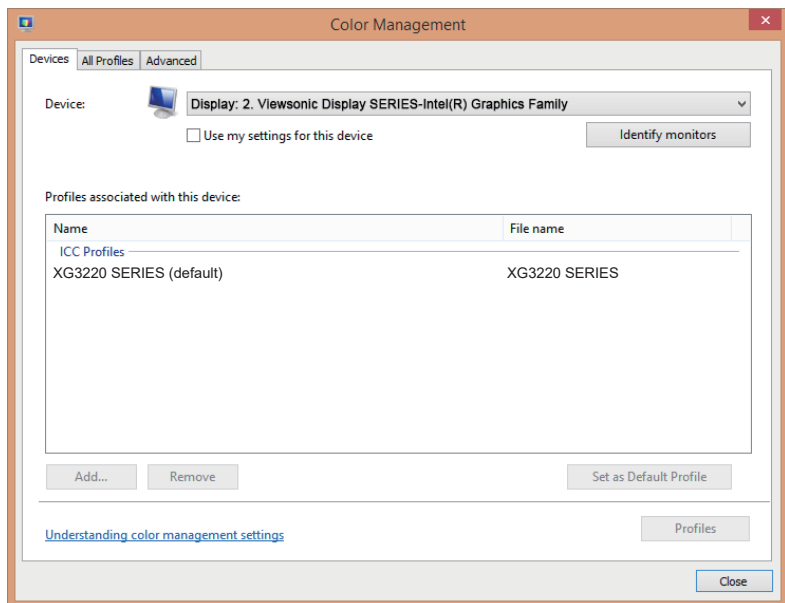 Color Management
Devices All Profiles Advanced
Device: Display: 2. Viewsonic Display SERIES-Intel(R) Graphics Family
Use my settings for this device Identify monitors
Profiles associated with this device:
Name File name
ICC Profiles
XG3220 SERIES (default) XG3220 SERIES
Add... Remove Set as Default Profile
Understanding color management settings Profiles
Close